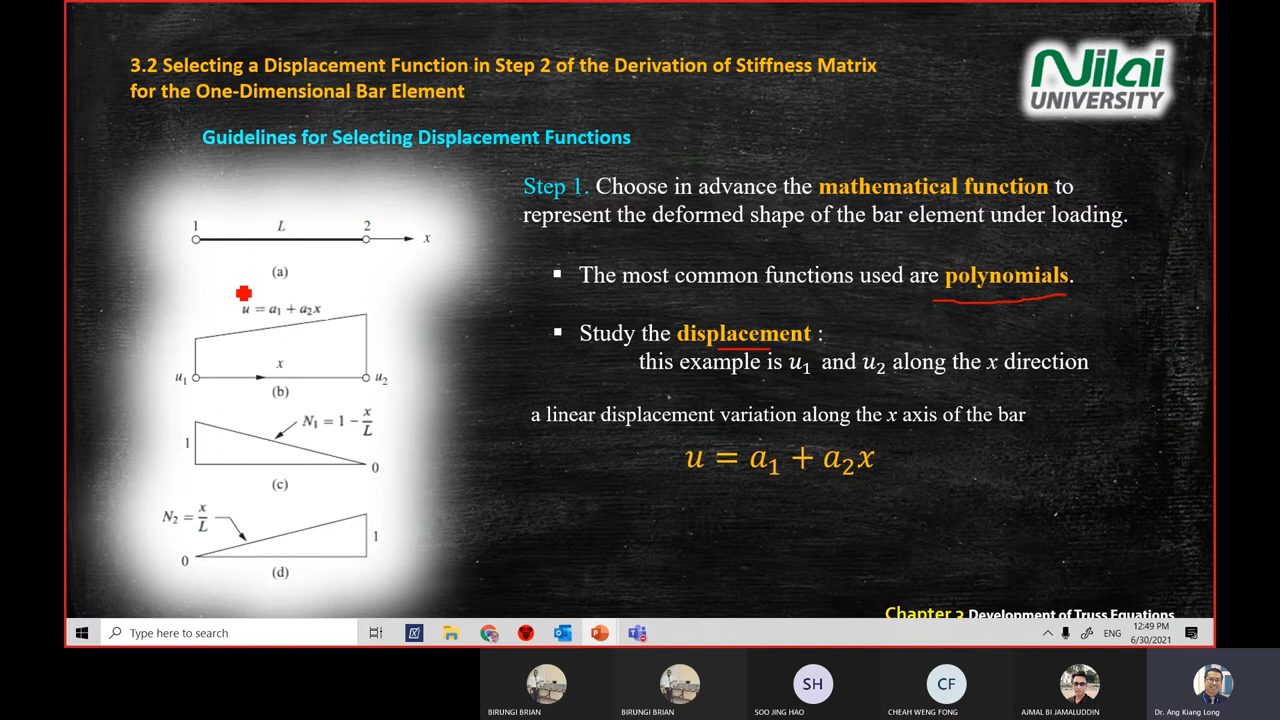 3.2 Selecting a Displacement Function in Step 2 of the Derivation of Stiffness Matrix
for the One-Dimensional Bar Element
Nilai
UNIVERSITY
Guidelines for Selecting Displacement Functions
1 L 2
x
(a)
u = a₁ + a₂x
x
u₁ u₂
(b)
N₁ = 1 − x/L
1
0
(c)
N₂ = x/L
1
0
(d)
Step 1. Choose in advance the mathematical function to
represent the deformed shape of the bar element under loading.
▪ The most common functions used are polynomials.
▪ Study the displacement :
this example is u₁ and u₂ along the x direction
a linear displacement variation along the x axis of the bar
u = a₁ + a₂x
Chapter 3 Development of Truss Equations
Type here to search
ENG
12:49 PM
6/30/2021
SH
CF
BIRUNGI BRIAN
BIRUNGI BRIAN
SOO JING HAO
CHEAH WENG FONG
AJMAL BI JAMALUDDIN
Dr. Ang Kiang Long